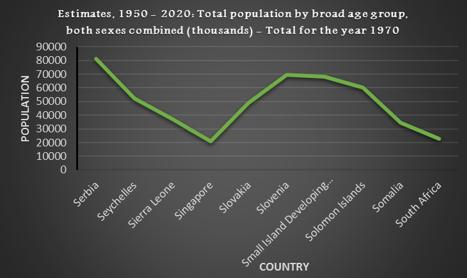 Estimates, 1950 – 2020: Total population by broad age group,
both sexes combined (thousands) – Total for the year 1970
90000
80000
70000
60000
50000
40000
30000
20000
10000
0
POPULATION
Serbia
Seychelles
Sierra Leone
Singapore
Slovakia
Slovenia
Small Island Developing…
Solomon Islands
Somalia
South Africa
COUNTRY